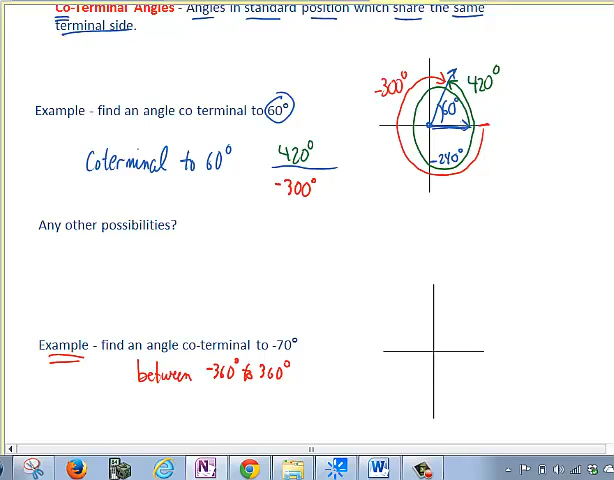 Co-Terminal Angles - Angles in standard position which share the same
terminal side.
-300°
420°
Example - find an angle co terminal to 60°
60°
Coterminal to 60°
420°
-300°
-240°
Any other possibilities?
Example - find an angle co-terminal to -70°
between -360° & 360°